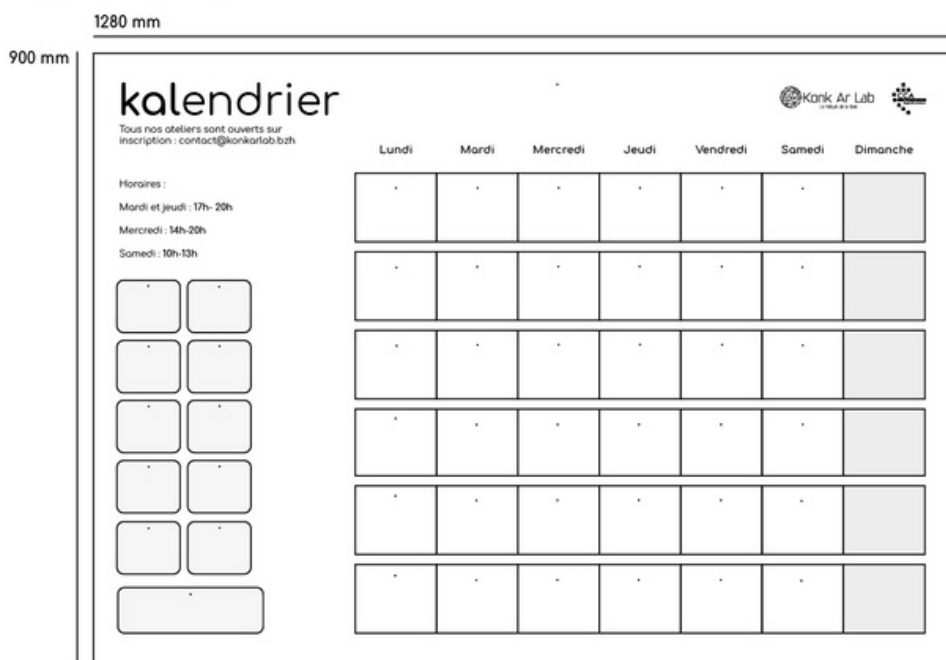 1280 mm
900 mm
kalendrier
Tous nos ateliers sont ouverts sur
inscription : contact@konkarlab.bzh
Konk Ar Lab
CCA
Lundi Mardi Mercredi Jeudi Vendredi Samedi Dimanche
Horaires :
Mardi et jeudi : 17h- 20h
Mercredi : 14h-20h
Samedi : 10h-13h